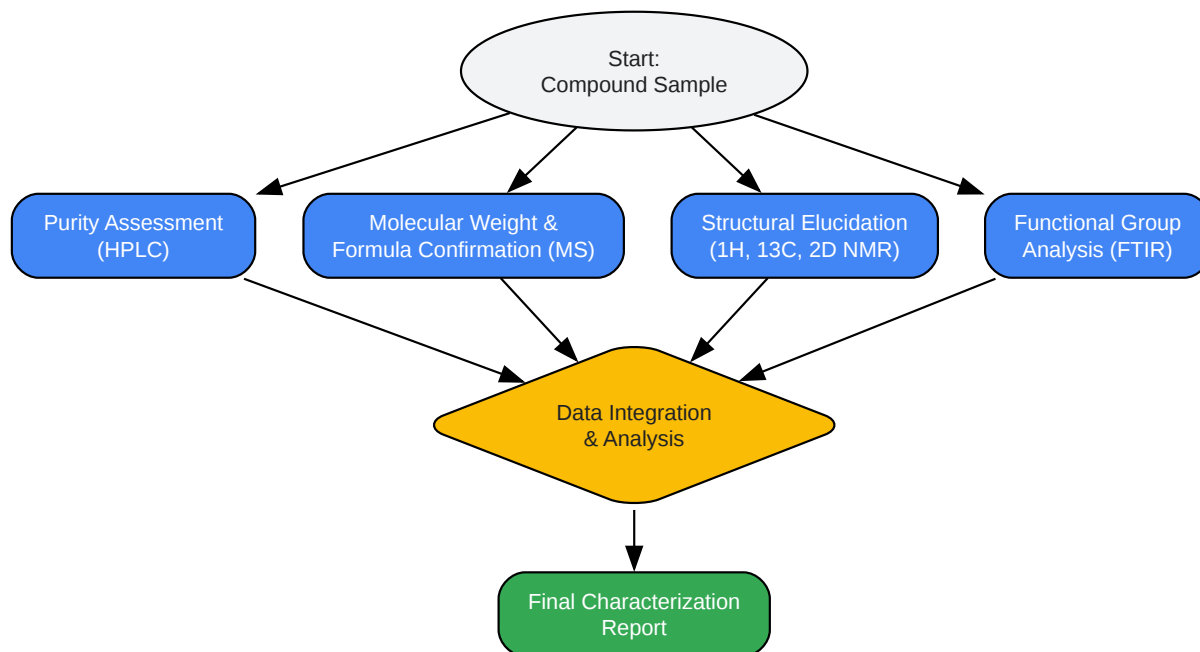 Start:
Compound Sample
Purity Assessment
(HPLC)
Molecular Weight &
Formula Confirmation (MS)
Structural Elucidation
(1H, 13C, 2D NMR)
Functional Group
Analysis (FTIR)
Data Integration
& Analysis
Final Characterization
Report